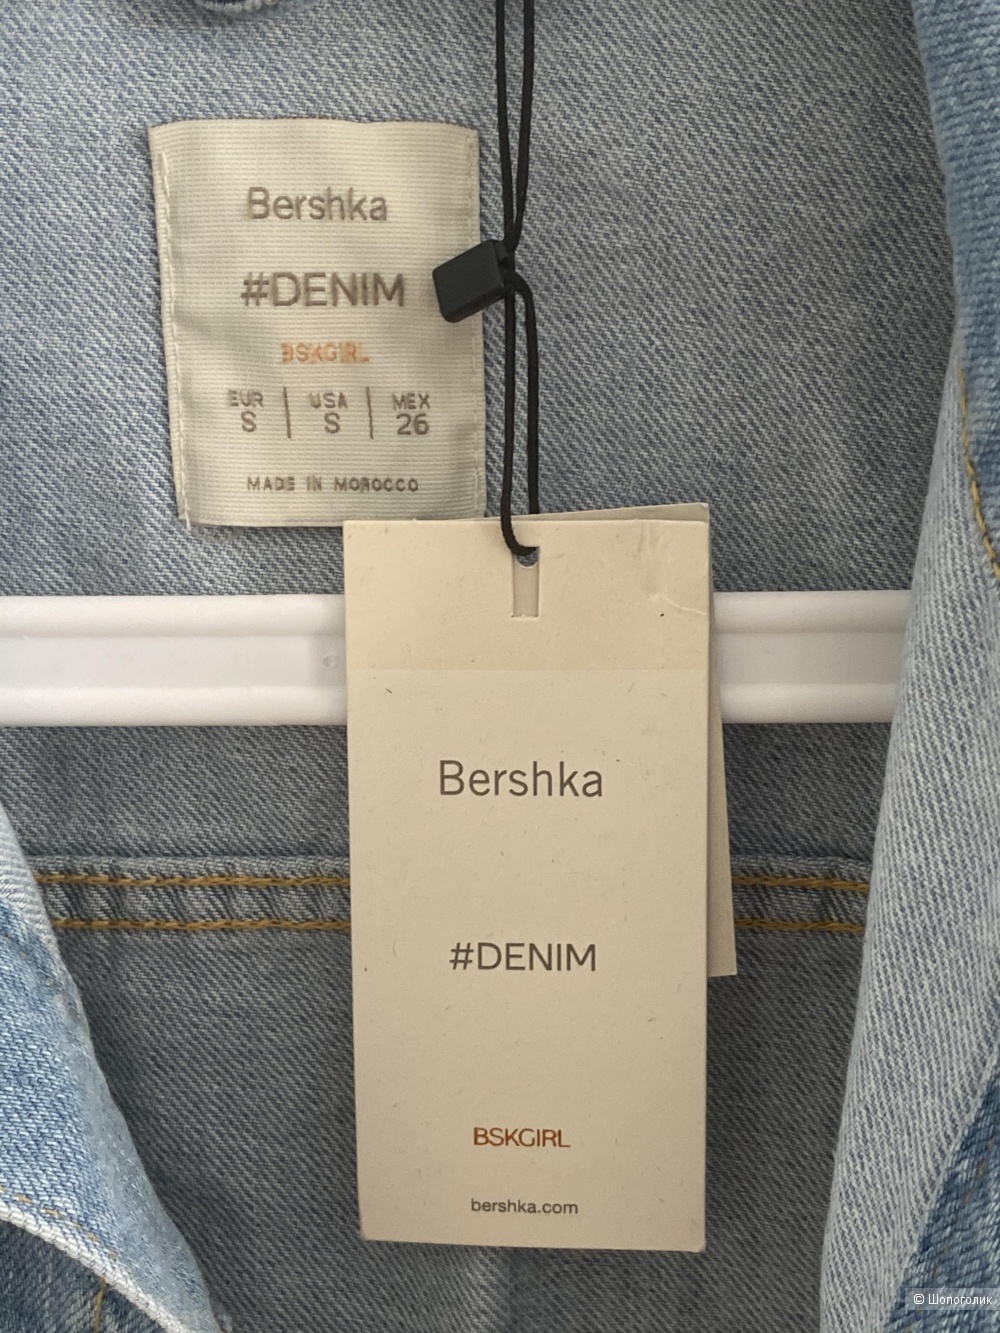 Bershka
#DENIM
BSKGIRL
EUR | USA | MEX
S | S | 26
MADE IN MOROCCO
Bershka
#DENIM
BSKGIRL
bershka.com
© Шопоголик